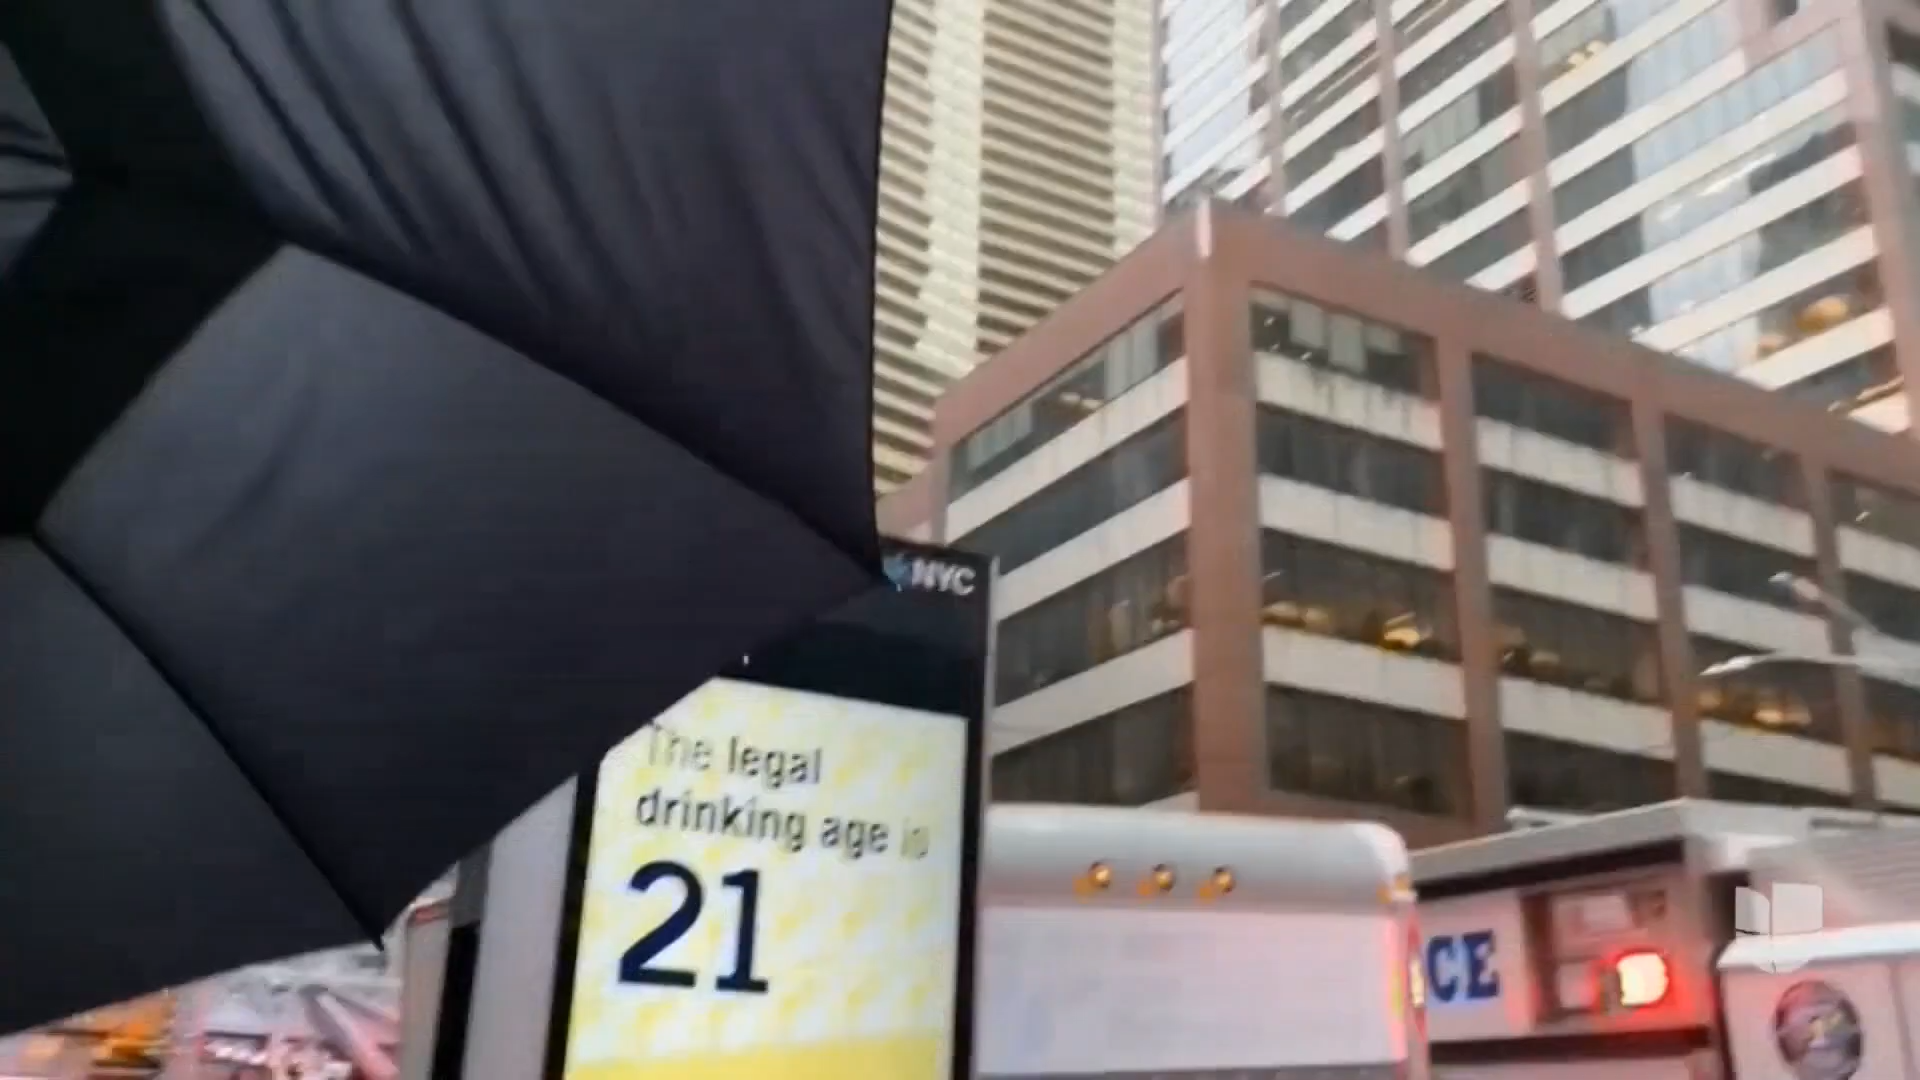 NYC
The legal
drinking age is
21
CE